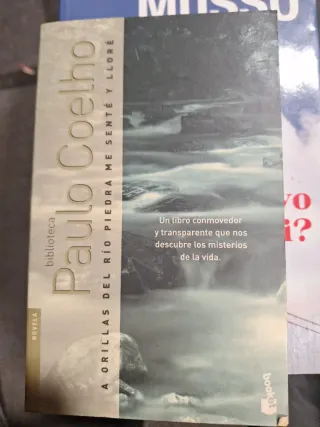 MUSSO
biblioteca
Paulo Coelho
A ORILLAS DEL RÍO PIEDRA ME SENTÉ Y LLORÉ
NOVELA
Un libro conmovedor
y transparente que nos
descubre los misterios
de la vida.
vo
i?
booket